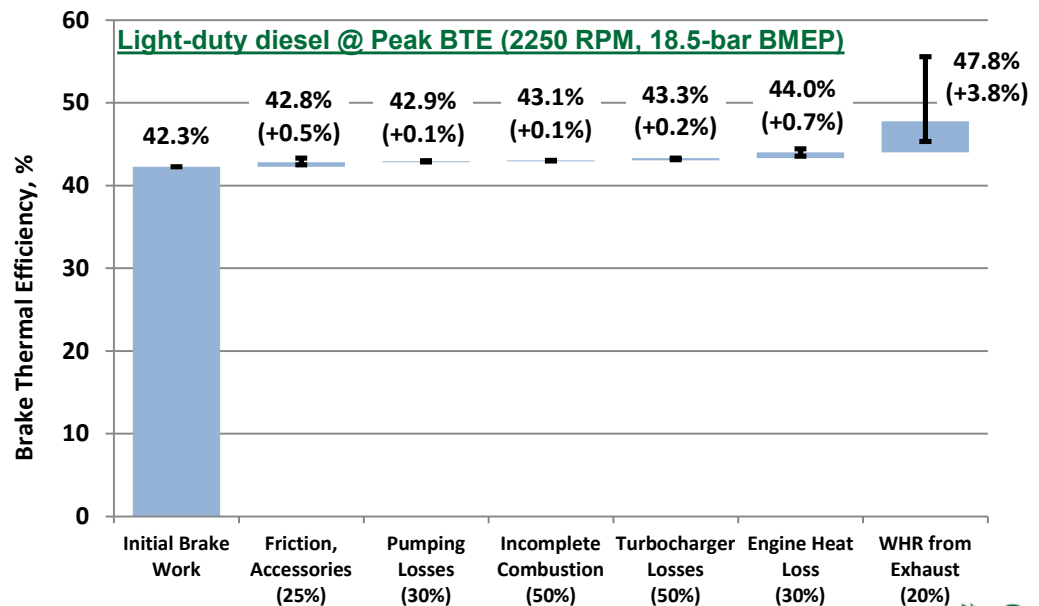 Light-duty diesel @ Peak BTE (2250 RPM, 18.5-bar BMEP)
Brake Thermal Efficiency, %
60
50
40
30
20
10
0
42.3%
42.8%
(+0.5%)
42.9%
(+0.1%)
43.1%
(+0.1%)
43.3%
(+0.2%)
44.0%
(+0.7%)
47.8%
(+3.8%)
Initial Brake
Work
Friction,
Accessories
(25%)
Pumping
Losses
(30%)
Incomplete
Combustion
(50%)
Turbocharger
Losses
(50%)
Engine Heat
Loss
(30%)
WHR from
Exhaust
(20%)